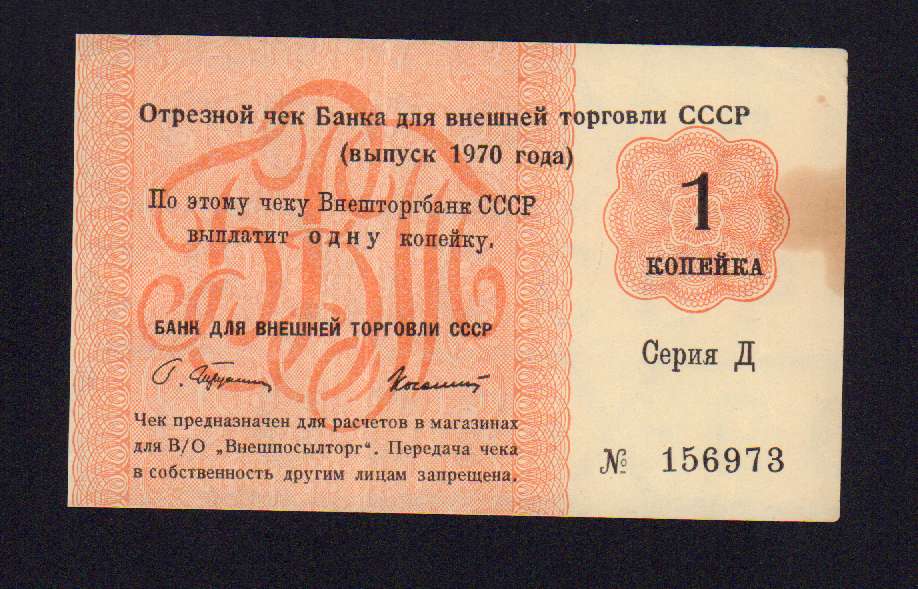 Отрезной чек Банка для внешней торговли СССР
(выпуск 1970 года)
По этому чеку Внешторгбанк СССР
выплатит одну копейку.
1
КОПЕЙКА
БАНК ДЛЯ ВНЕШНЕЙ ТОРГОВЛИ СССР
Серия Д
Чек предназначен для расчетов в магазинах
для В/О „Внешпосылторг“. Передача чека
в собственность другим лицам запрещена.
№ 156973